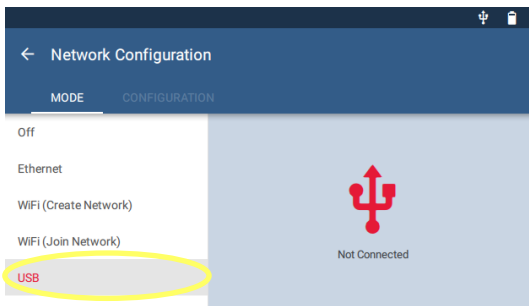 Network Configuration
MODE CONFIGURATION
Off
Ethernet
WiFi (Create Network)
WiFi (Join Network)
USB
Not Connected